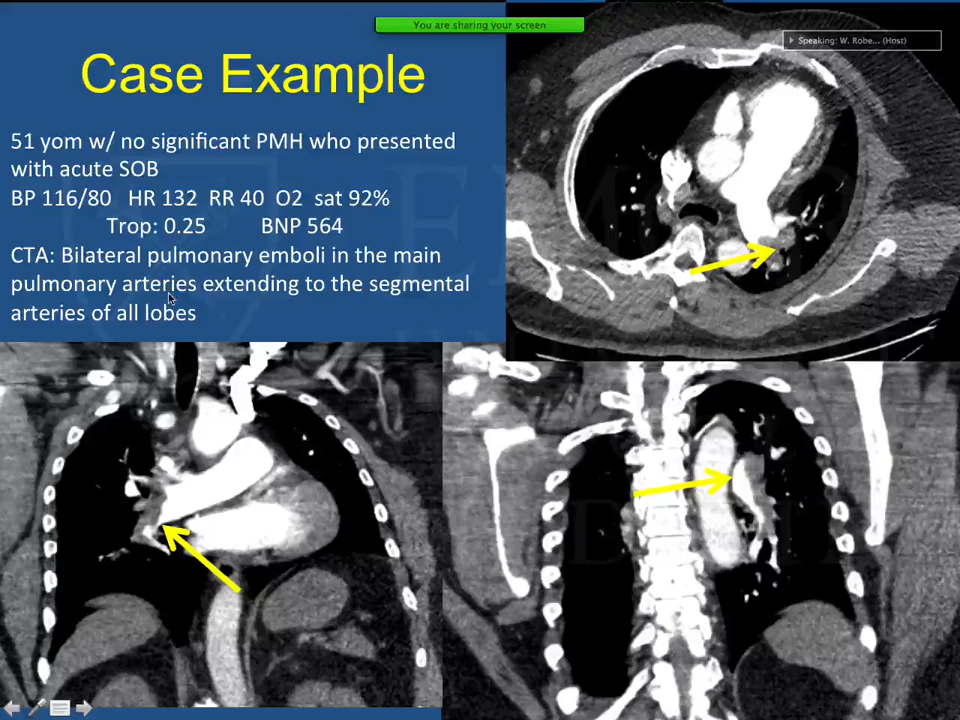 You are sharing your screen
Speaking: W. Robe... (Host)
Case Example
51 yom w/ no significant PMH who presented
with acute SOB
BP 116/80 HR 132 RR 40 O2 sat 92%
Trop: 0.25 BNP 564
CTA: Bilateral pulmonary emboli in the main
pulmonary arteries extending to the segmental
arteries of all lobes